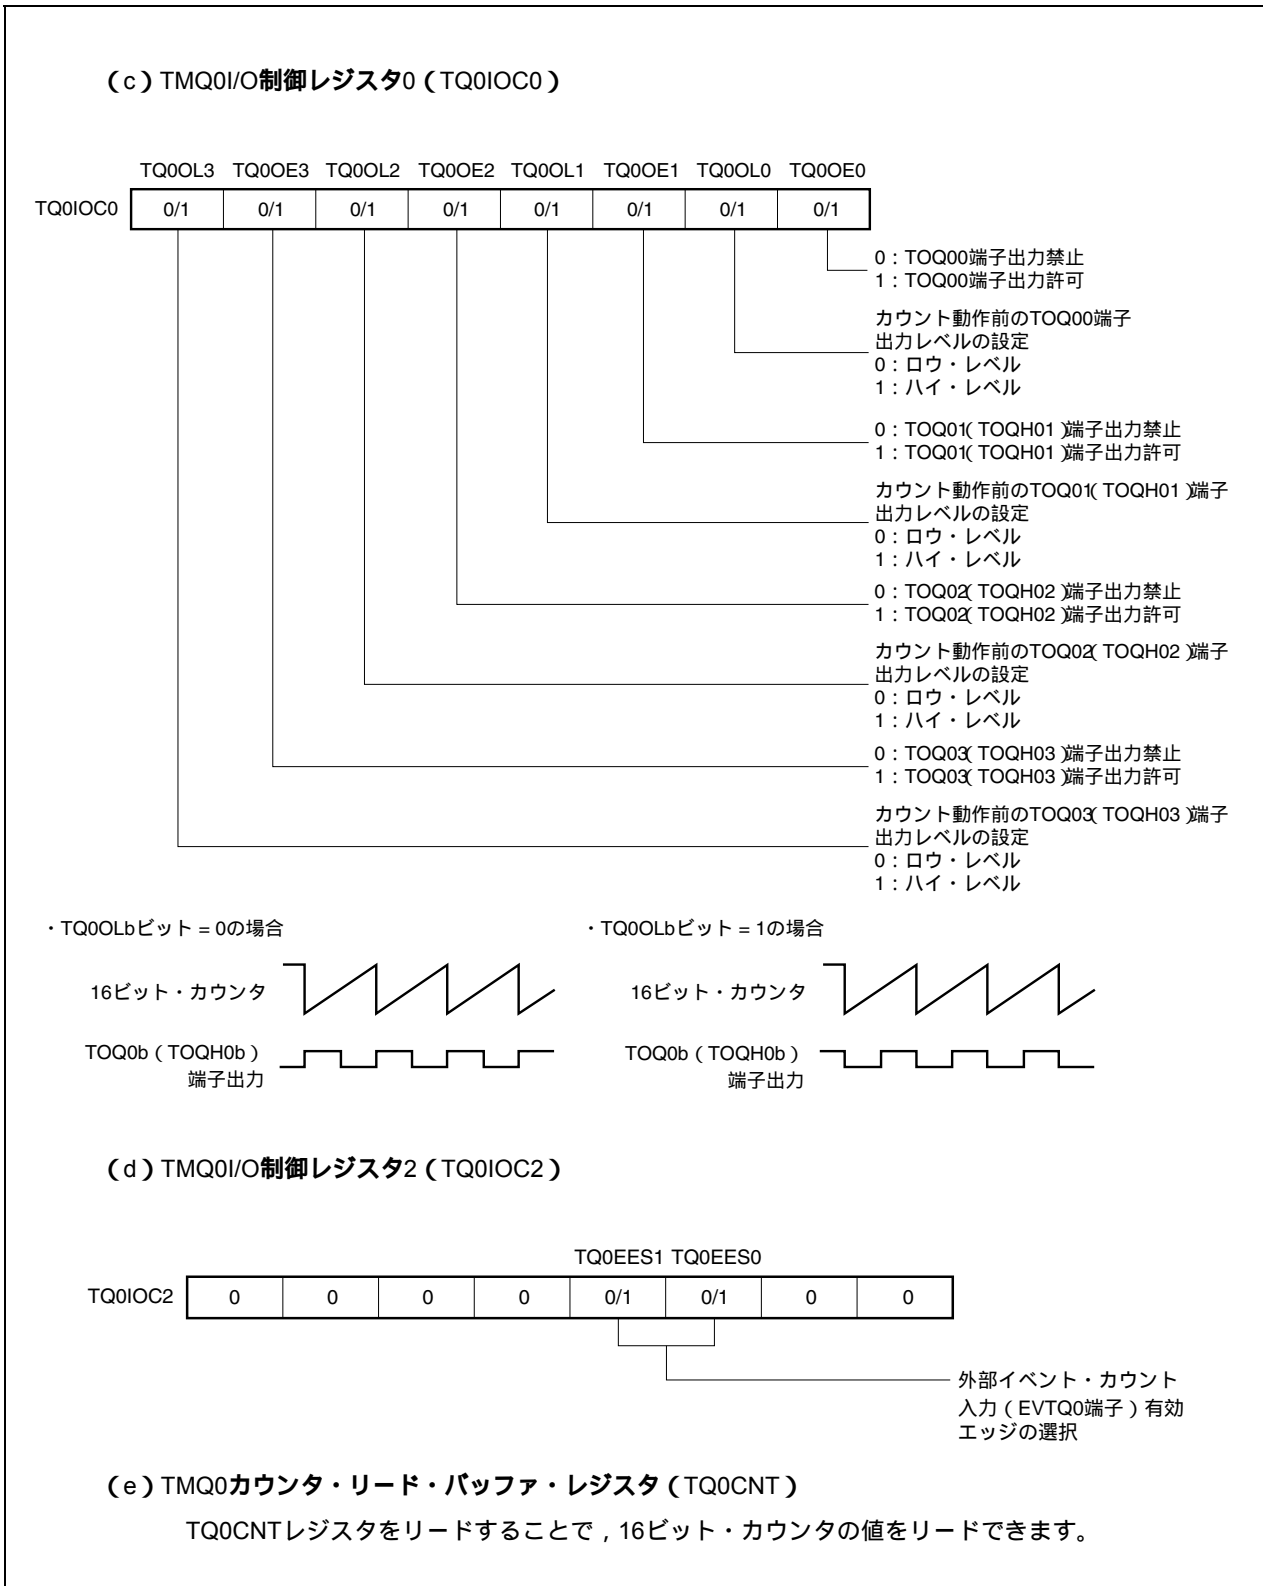 (c) TMQ0I/O制御レジスタ0 (TQ0IOC0)
TQ0OL3 TQ0OE3 TQ0OL2 TQ0OE2 TQ0OL1 TQ0OE1 TQ0OL0 TQ0OE0
TQ0IOC0 0/1 0/1 0/1 0/1 0/1 0/1 0/1 0/1
0:TOQ00端子出力禁止
1:TOQ00端子出力許可
カウント動作前のTOQ00端子
出力レベルの設定
0:ロウ・レベル
1:ハイ・レベル
0:TOQ01(TOQH01)端子出力禁止
1:TOQ01(TOQH01)端子出力許可
カウント動作前のTOQ01(TOQH01)端子
出力レベルの設定
0:ロウ・レベル
1:ハイ・レベル
0:TOQ02(TOQH02)端子出力禁止
1:TOQ02(TOQH02)端子出力許可
カウント動作前のTOQ02(TOQH02)端子
出力レベルの設定
0:ロウ・レベル
1:ハイ・レベル
0:TOQ03(TOQH03)端子出力禁止
1:TOQ03(TOQH03)端子出力許可
カウント動作前のTOQ03(TOQH03)端子
出力レベルの設定
0:ロウ・レベル
1:ハイ・レベル
・TQ0OLbビット = 0の場合
16ビット・カウンタ
TOQ0b (TOQH0b)
端子出力
・TQ0OLbビット = 1の場合
16ビット・カウンタ
TOQ0b (TOQH0b)
端子出力
(d) TMQ0I/O制御レジスタ2 (TQ0IOC2)
TQ0EES1 TQ0EES0
TQ0IOC2 0 0 0 0 0/1 0/1 0 0
外部イベント・カウント
入力 (EVTQ0端子) 有効
エッジの選択
(e) TMQ0カウンタ・リード・バッファ・レジスタ (TQ0CNT)
TQ0CNTレジスタをリードすることで,16ビット・カウンタの値をリードできます。